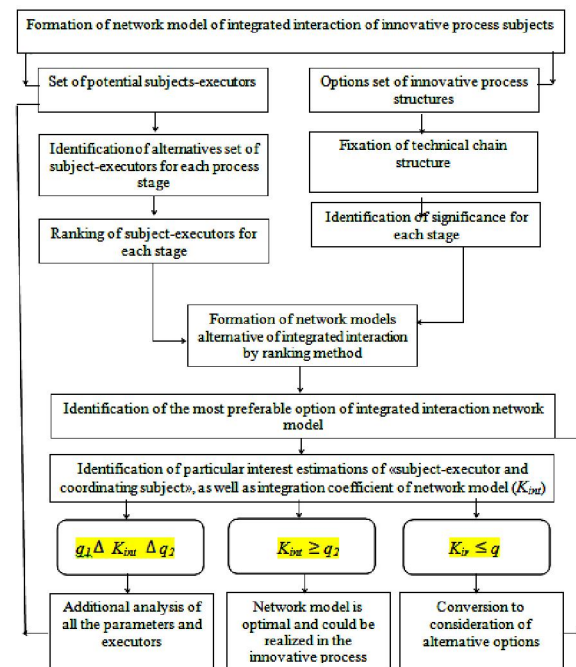 Formation of network model of integrated interaction of innovative process subjects
Set of potential subjects-executors
Options set of innovative process
structures
Identification of alternatives set of
subject-executors for each process
stage
Fixation of technical chain
structure
Ranking of subject-executors for
each stage
Identification of significance for
each stage
Formation of network models
alternative of integrated interaction
by ranking method
Identification of the most preferable option of integrated interaction network
model
Identification of particular interest estimations of «subject-executor and
coordinating subject», as well as integration coefficient of network model (Kint)
q1 Δ Kint Δ q2
Kint ≥ q2
Kir ≤ q
Additional analysis of
all the parameters and
executors
Network model is
optimal and could be
realized in the
innovative process
Conversion to
consideration of
alternative options